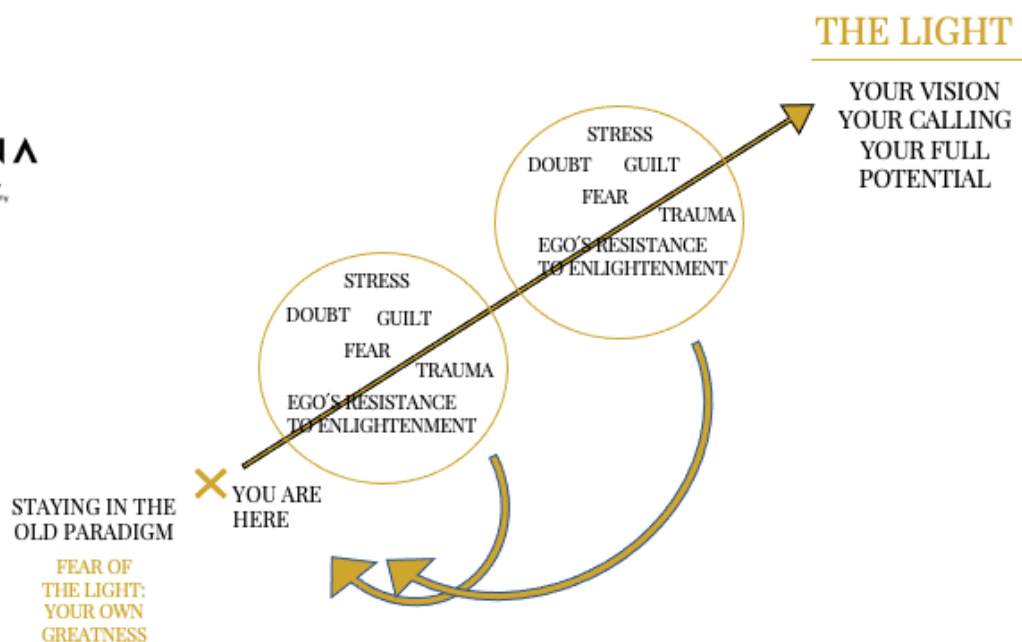 THE LIGHT
YOUR VISION
YOUR CALLING
YOUR FULL
POTENTIAL
STRESS
DOUBT GUILT
FEAR
TRAUMA
EGO´S RESISTANCE
TO ENLIGHTENMENT
STRESS
DOUBT GUILT
FEAR
TRAUMA
EGO´S RESISTANCE
TO ENLIGHTENMENT
YOU ARE
HERE
STAYING IN THE
OLD PARADIGM
FEAR OF
THE LIGHT:
YOUR OWN
GREATNESS